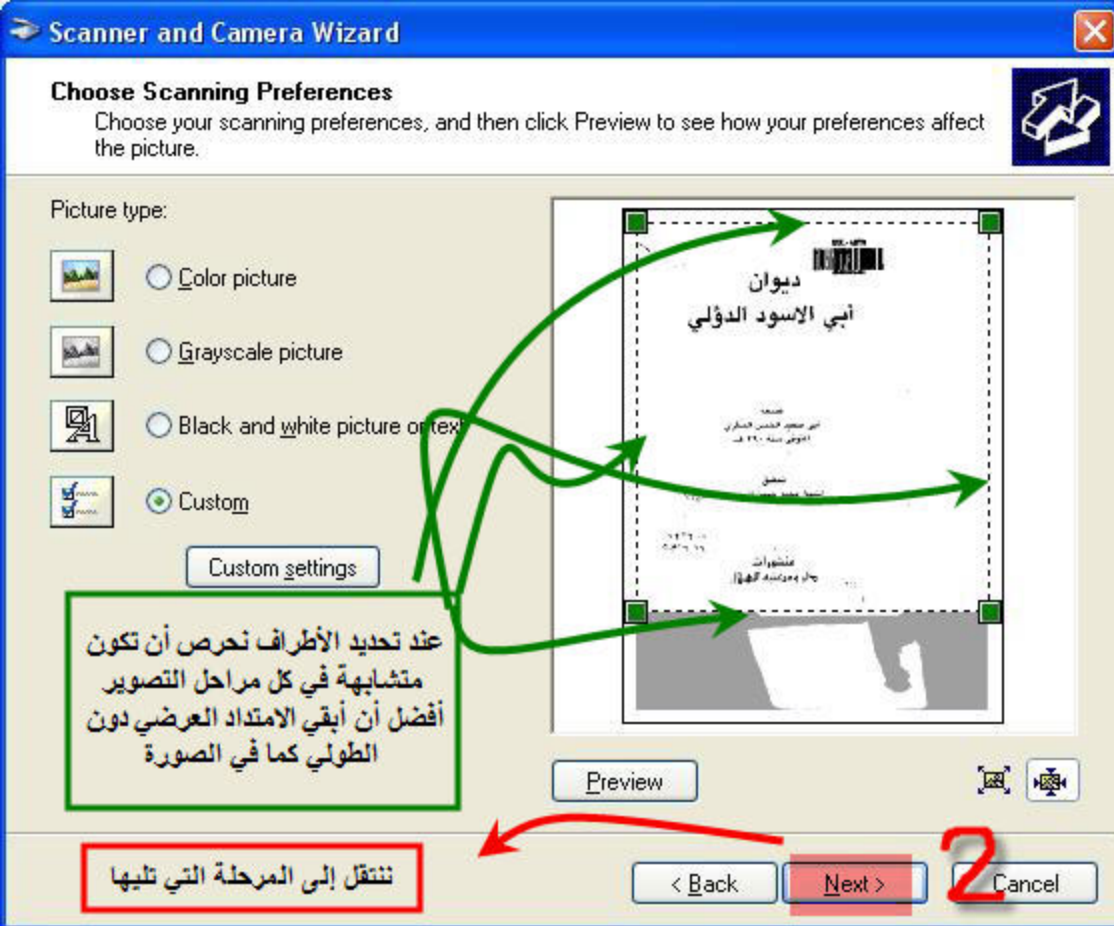 Scanner and Camera Wizard
Choose Scanning Preferences
Choose your scanning preferences, and then click Preview to see how your preferences affect
the picture.
Picture type:
Color picture
Grayscale picture
Black and white picture or text
Custom
Custom settings
عند تحديد الأطراف نحرص أن تكون
متشابهة في كل مراحل التصوير
أفضل أن أبقي الامتداد العرضي دون
الطولي كما في الصورة
ديوان
أبي الاسود الدؤلي
منشورات
Preview
ننتقل إلى المرحلة التي تليها
< Back
Next >
2
Cancel